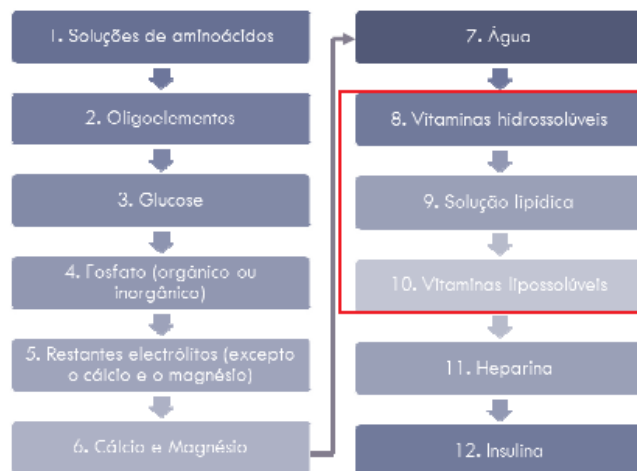 1. Soluções de aminoácidos
2. Oligoelementos
3. Glucose
4. Fosfato (orgânico ou
inorgânico)
5. Restantes electrólitos (excepto
o cálcio e o magnésio)
6. Cálcio e Magnésio
7. Água
8. Vitaminas hidrossolúveis
9. Solução lipídica
10. Vitaminas lipossolúveis
11. Heparina
12. Insulina